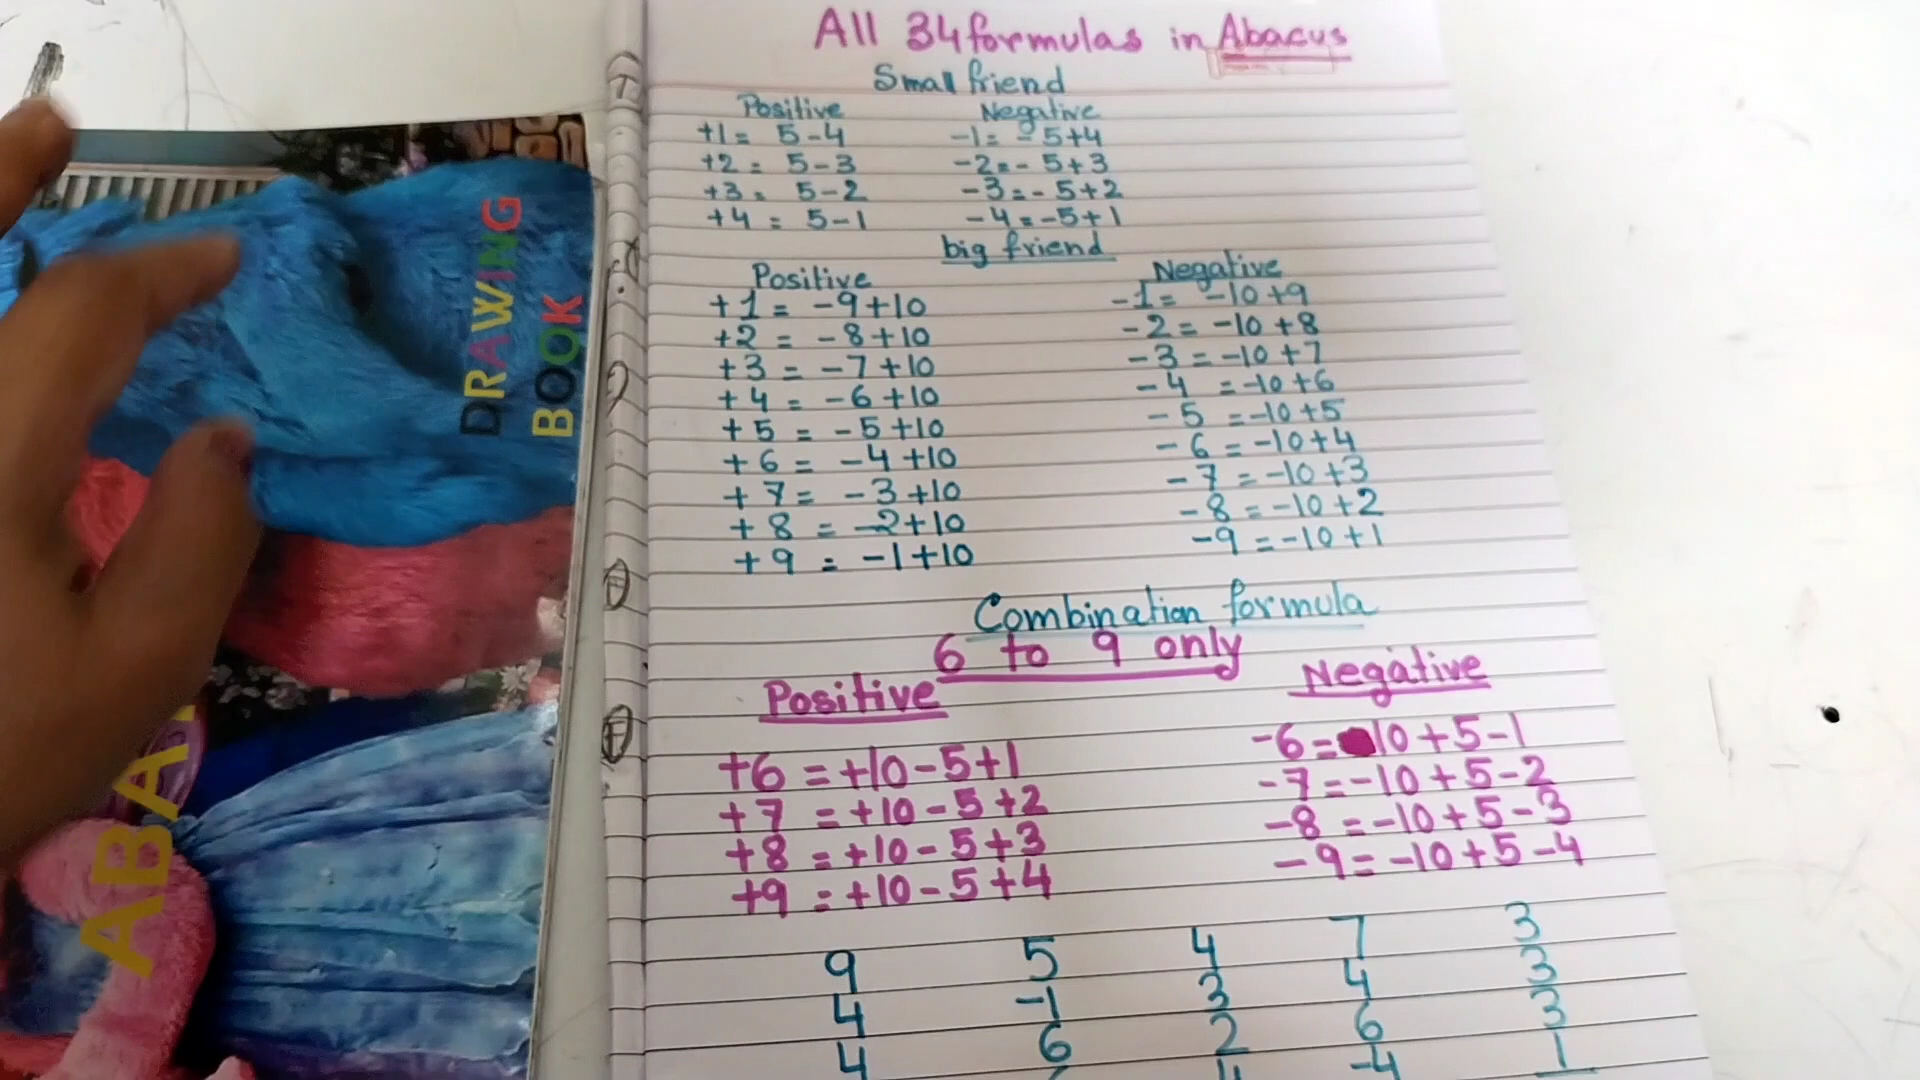 All 34 formulas in Abacus
Small friend
Positive Negative
+1= 5-4 -1= -5+4
+2= 5-3 -2=-5+3
+3= 5-2 -3=-5+2
+4= 5-1 -4=-5+1
big friend
Positive Negative
+1= -9+10 -1= -10+9
+2= -8+10 -2=-10+8
+3= -7+10 -3=-10+7
+4= -6+10 -4=-10+6
+5= -5+10 -5=-10+5
+6= -4+10 -6=-10+4
+7= -3+10 -7=-10+3
+8= -2+10 -8=-10+2
+9= -1+10 -9=-10+1
Combination formula
6 to 9 only
Positive Negative
+6=+10-5+1 -6= 10+5-1
+7=+10-5+2 -7=-10+5-2
+8=+10-5+3 -8=-10+5-3
+9=+10-5+4 -9=-10+5-4
9 5 4 7 3
4 -1 3 4 3
4 6 2 6 3
-4 1
DRAWING
BOOK